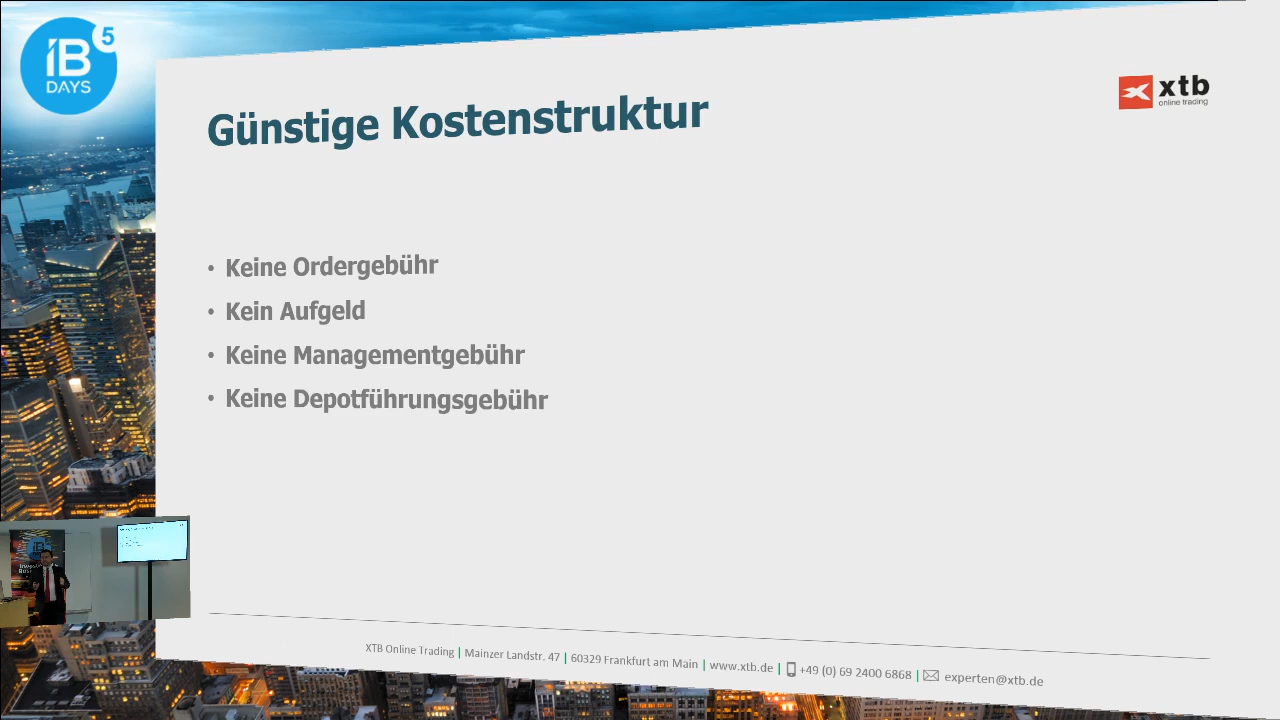 IB
5
DAYS
xtb
online trading
Günstige Kostenstruktur
• Keine Ordergebühr
• Kein Aufgeld
• Keine Managementgebühr
• Keine Depotführungsgebühr
XTB Online Trading | Mainzer Landstr. 47 | 60329 Frankfurt am Main | www.xtb.de | +49 (0) 69 2400 6868 | experten@xtb.de